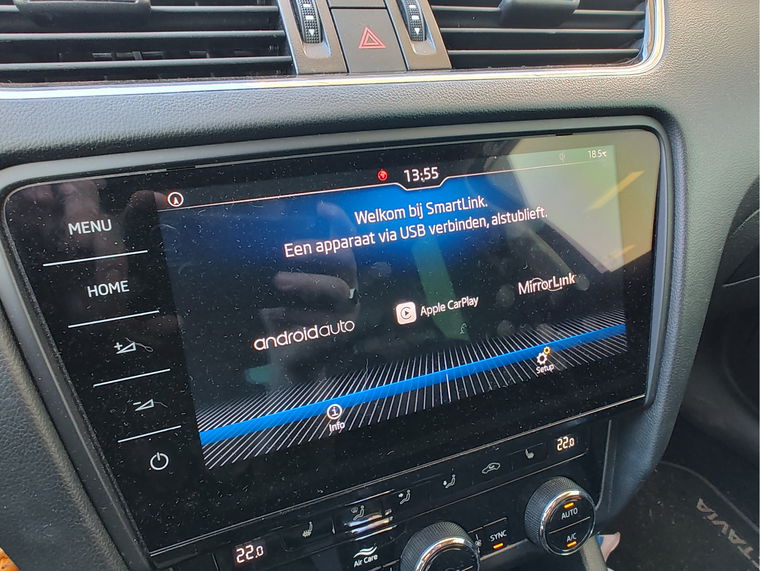 13:55
18.5°C
Welkom bij SmartLink.
Een apparaat via USB verbinden, alstublieft.
MENU
HOME
androidauto
Apple CarPlay
MirrorLink
Info
Setup
22.0
22.0
Air Care
SYNC
AUTO
A/C
TAVIA